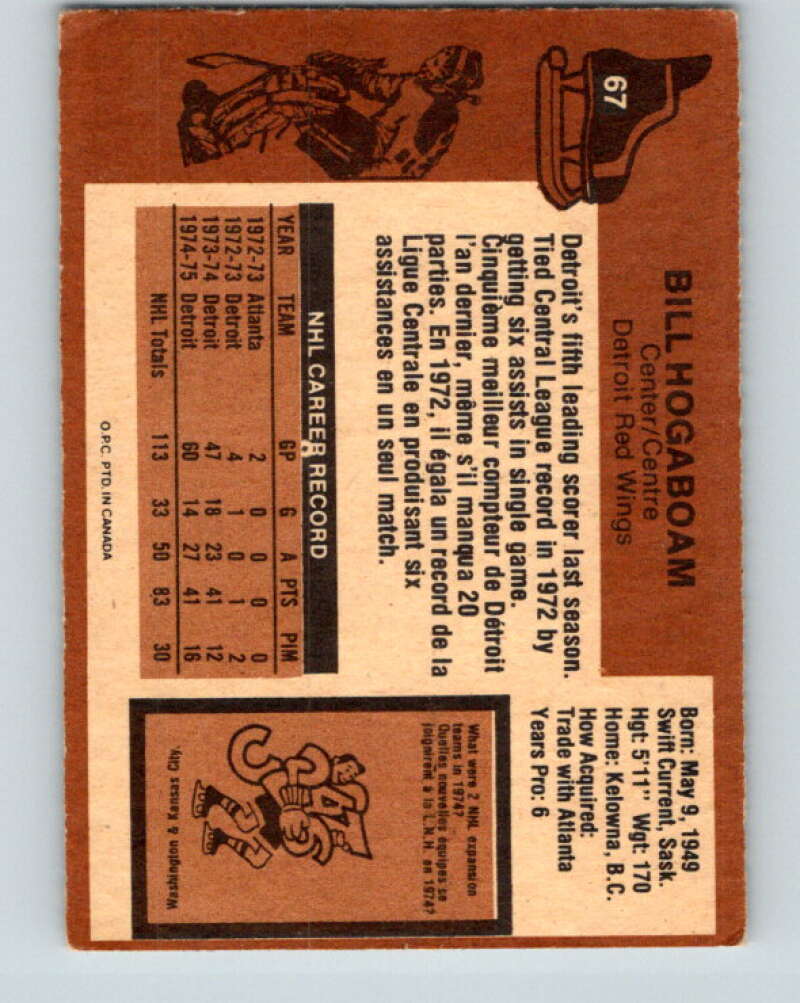 67
BILL HOGABOAM
Center/Centre
Detroit Red Wings
Born: May 9, 1949
Swift Current, Sask.
Hgt: 5'11" Wgt: 170
Home: Kelowna, B.C.
How Acquired:
Trade with Atlanta
Years Pro: 6
Detroit's fifth leading scorer last season.
Tied Central League record in 1972 by
getting six assists in single game.
Cinquième meilleur compteur de Détroit
l'an dernier, même s'il manqua 20
parties. En 1972, il égala un record de la
Ligue Centrale en produisant six
assistances en un seul match.
NHL CAREER RECORD
YEAR TEAM GP G A PTS PIM
1972-73 Atlanta 2 0 0 0 0
1972-73 Detroit 4 1 0 1 2
1973-74 Detroit 47 18 23 41 12
1974-75 Detroit 60 14 27 41 16
NHL Totals 113 33 50 83 30
What were 2 NHL expansion
teams in 1974?
Quelles nouvelles équipes se
joignirent à la L.N.H. en 1974?
Washington & Kansas City.
O.P.C. PTD. IN CANADA